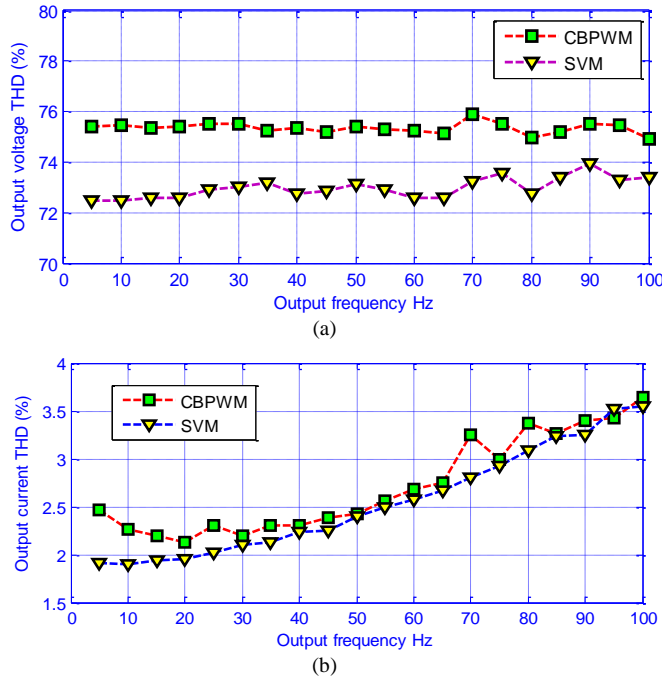 80
78
76
74
72
70
Output voltage THD (%)
CBPWM
SVM
0 10 20 30 40 50 60 70 80 90 100
Output frequency Hz
(a)
4
3.5
3
2.5
2
1.5
Output current THD (%)
CBPWM
SVM
0 10 20 30 40 50 60 70 80 90 100
Output frequency Hz
(b)